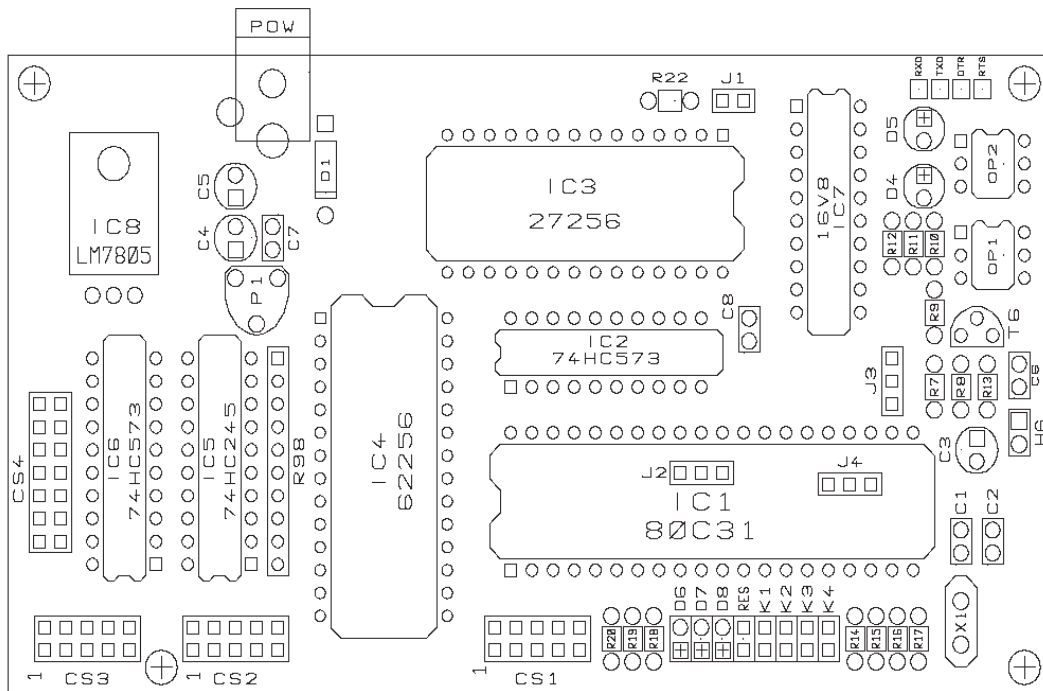 POW
RXD
TXD
DTR
RTS
R22
J1
D5
D1
OP2
IC3
27256
16V8
IC7
C5
D4
IC8
LM7805
C4
C7
R12
R11
R10
OP1
P1
C8
R9
T6
IC2
74HC573
J3
R7
R8
R13
C6
H6
CS4
IC6
74HC573
IC5
74HC245
R98
IC4
62256
C3
J2
J4
IC1
80C31
C1
C2
D6
D7
D8
RES
K1
K2
K3
K4
X1
R20
R19
R18
R14
R15
R16
R17
1
CS3
1
CS2
1
CS1